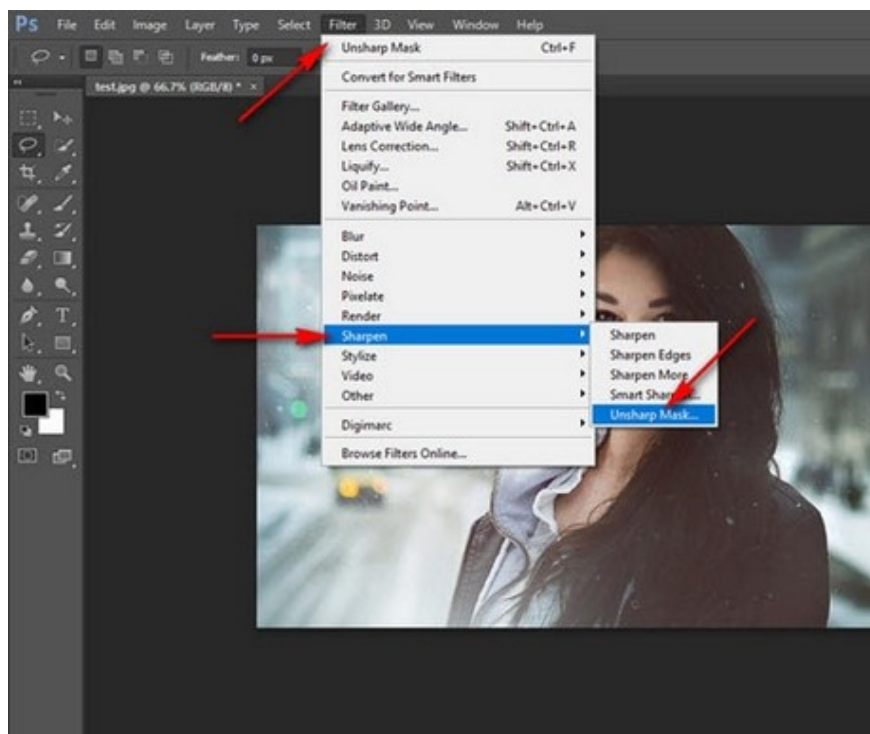 Ps File Edit Image Layer Type Select Filter 3D View Window Help
Feather: 0 px
test.jpg @ 66.7% (RGB/8) * ×
Unsharp Mask Ctrl+F
Convert for Smart Filters
Filter Gallery...
Adaptive Wide Angle... Shift+Ctrl+A
Lens Correction... Shift+Ctrl+R
Liquify... Shift+Ctrl+X
Oil Paint...
Vanishing Point... Alt+Ctrl+V
Blur
Distort
Noise
Pixelate
Render
Sharpen
Stylize
Video
Other
Digimarc
Browse Filters Online...
Sharpen
Sharpen Edges
Sharpen More
Smart Sharpen...
Unsharp Mask...